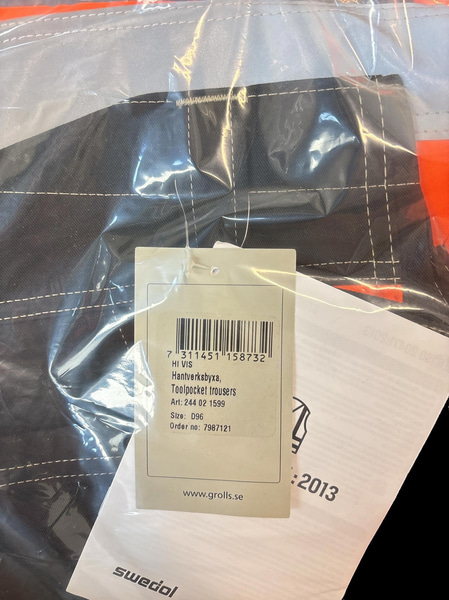 7 311451 158732
HI VIS
Hantverksbyxa,
Toolpocket trousers
Art: 244 02 1599
Size: D96
Order no: 7987121
www.grolls.se
: 2013
swedol